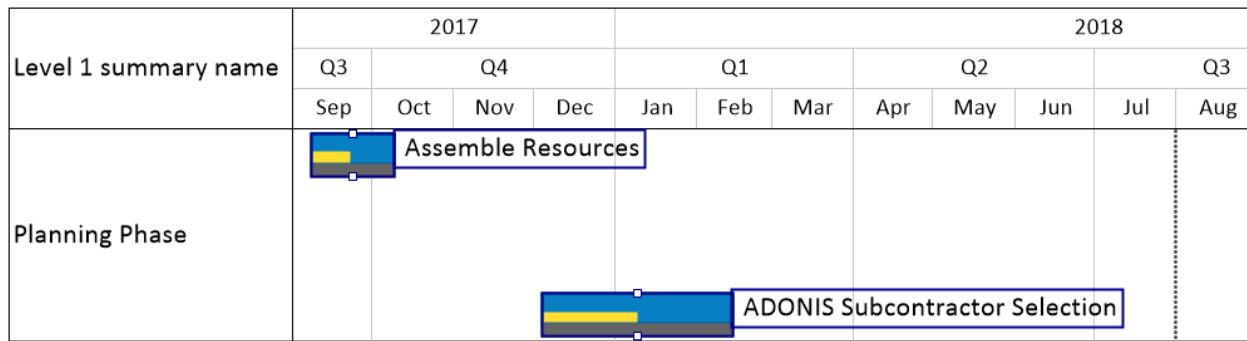 2017 2018
Level 1 summary name Q3 Q4 Q1 Q2 Q3
Sep Oct Nov Dec Jan Feb Mar Apr May Jun Jul Aug
Assemble Resources
Planning Phase
ADONIS Subcontractor Selection